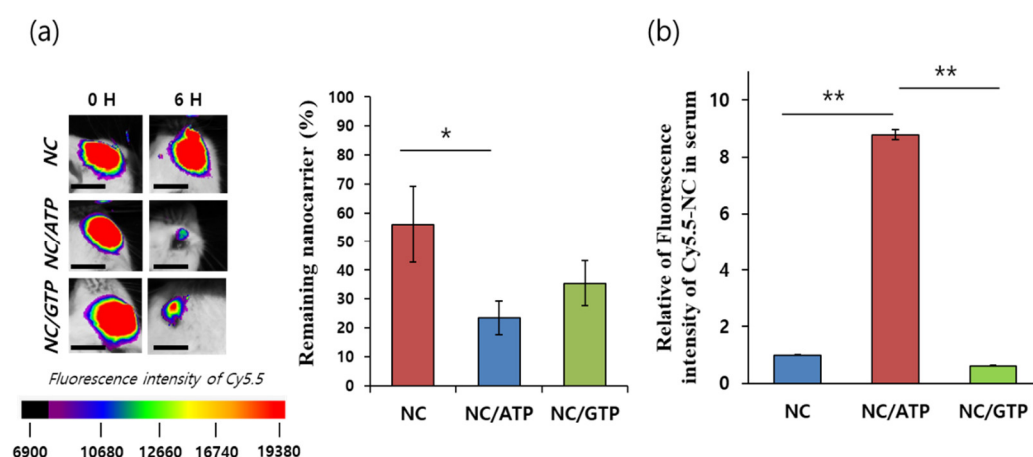 (a)
0 H 6 H
NC
NC/ATP
NC/GTP
Fluorescence intensity of Cy5.5
6900 10680 12660 16740 19380
Remaining nanocarrier (%)
100
90
80
70
60
50
40
30
20
10
0
*
NC NC/ATP NC/GTP
(b)
Relative of Fluorescence
intensity of Cy5.5-NC in serum
10
8
6
4
2
0
**
**
NC NC/ATP NC/GTP